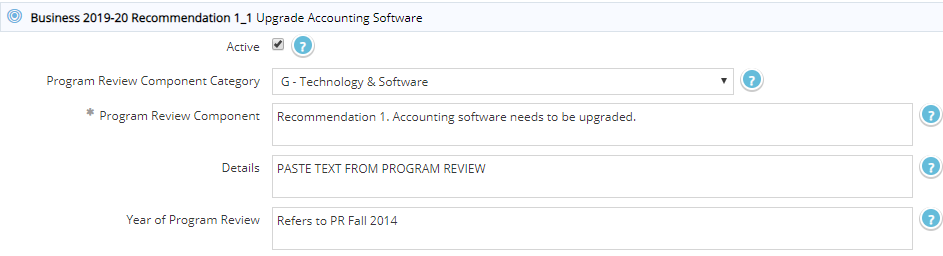 Business 2019-20 Recommendation 1_1 Upgrade Accounting Software
Active ?
Program Review Component Category G - Technology & Software ?
* Program Review Component Recommendation 1. Accounting software needs to be upgraded. ?
Details PASTE TEXT FROM PROGRAM REVIEW ?
Year of Program Review Refers to PR Fall 2014 ?